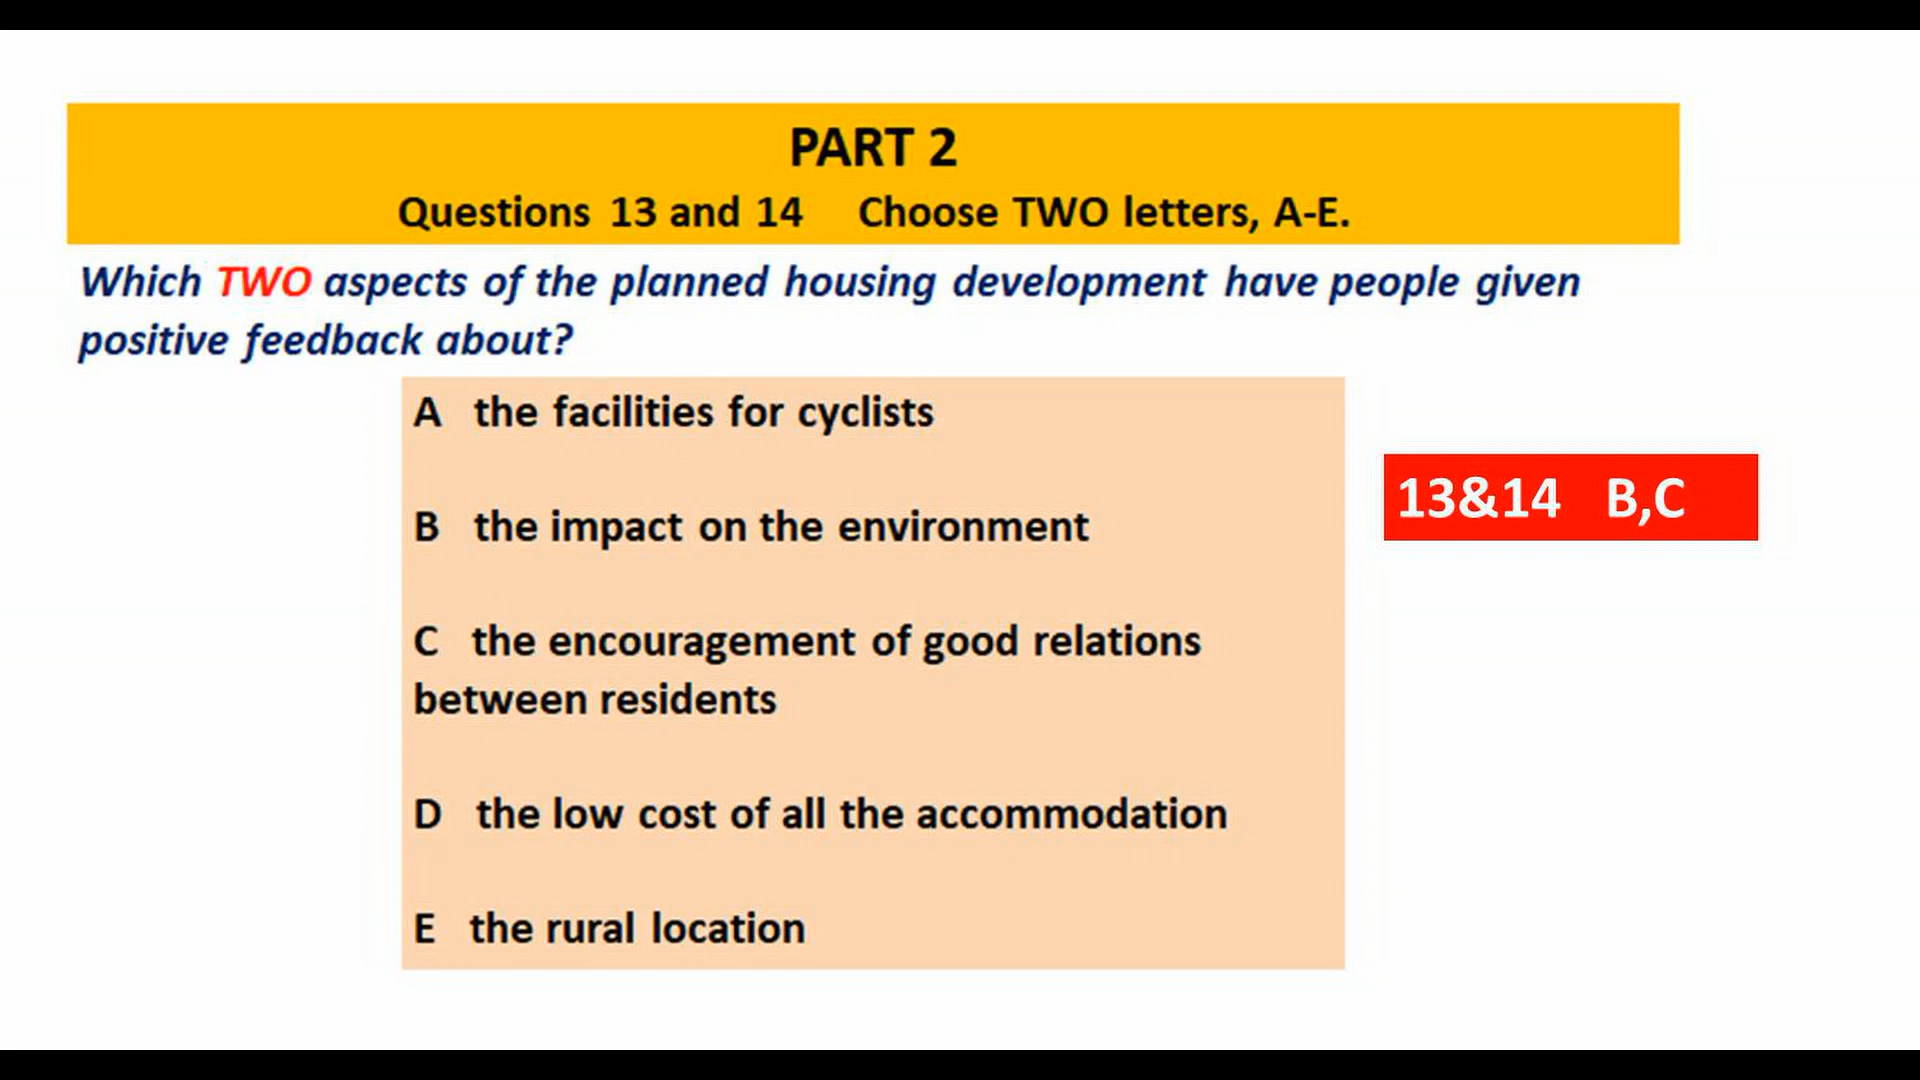 PART 2
Questions 13 and 14 Choose TWO letters, A-E.
Which TWO aspects of the planned housing development have people given
positive feedback about?
A the facilities for cyclists
B the impact on the environment
13&14 B,C
C the encouragement of good relations
between residents
D the low cost of all the accommodation
E the rural location